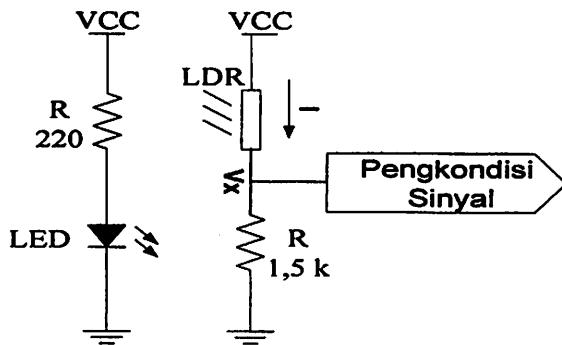 VCC
R
220
LED
VCC
LDR
I
Vx
R
1,5 k
Pengkondisi
Sinyal